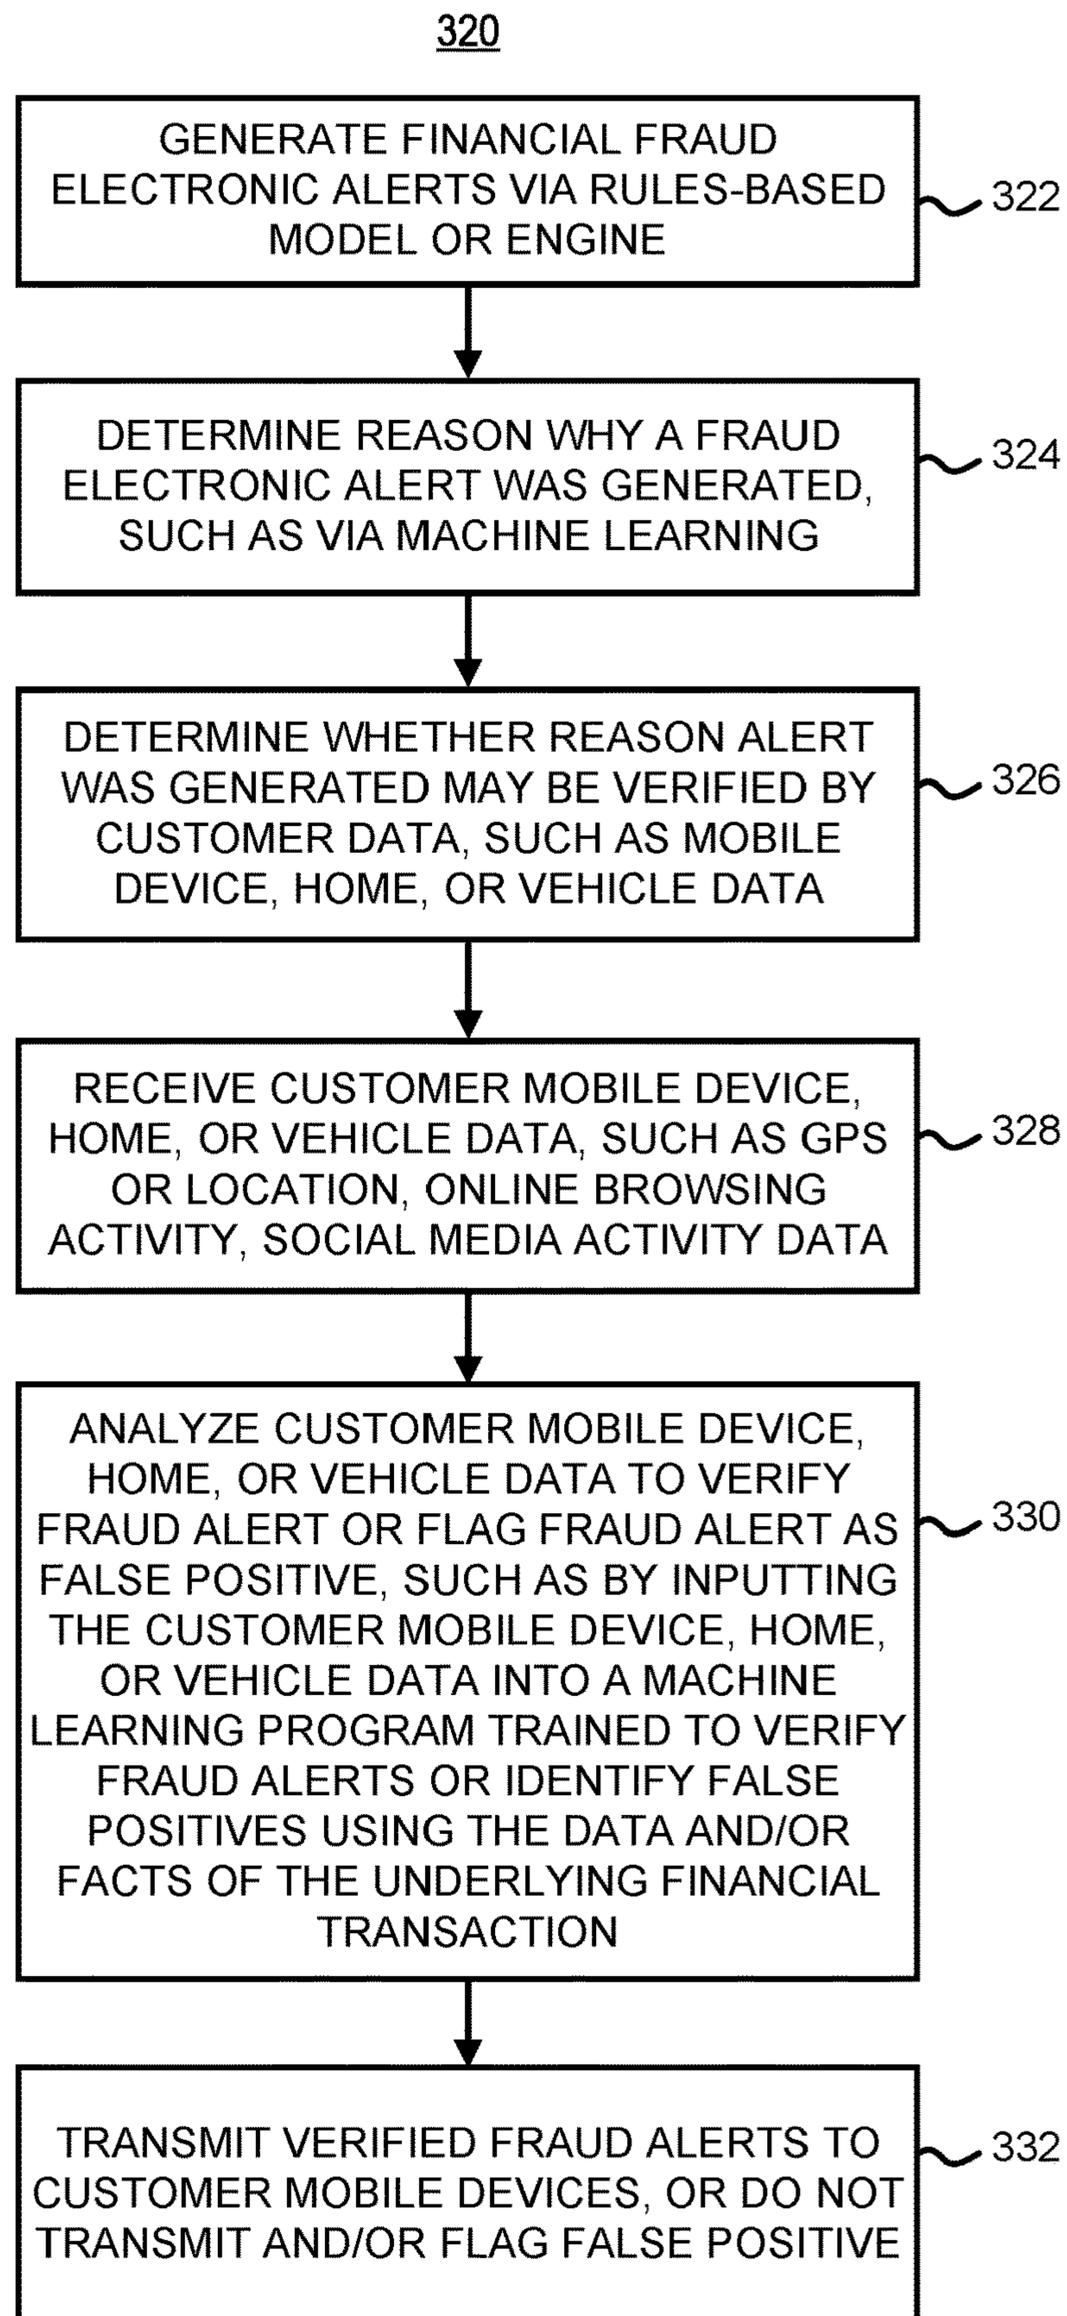 320
GENERATE FINANCIAL FRAUD
ELECTRONIC ALERTS VIA RULES-BASED
MODEL OR ENGINE
322
DETERMINE REASON WHY A FRAUD
ELECTRONIC ALERT WAS GENERATED,
SUCH AS VIA MACHINE LEARNING
324
DETERMINE WHETHER REASON ALERT
WAS GENERATED MAY BE VERIFIED BY
CUSTOMER DATA, SUCH AS MOBILE
DEVICE, HOME, OR VEHICLE DATA
326
RECEIVE CUSTOMER MOBILE DEVICE,
HOME, OR VEHICLE DATA, SUCH AS GPS
OR LOCATION, ONLINE BROWSING
ACTIVITY, SOCIAL MEDIA ACTIVITY DATA
328
ANALYZE CUSTOMER MOBILE DEVICE,
HOME, OR VEHICLE DATA TO VERIFY
FRAUD ALERT OR FLAG FRAUD ALERT AS
FALSE POSITIVE, SUCH AS BY INPUTTING
THE CUSTOMER MOBILE DEVICE, HOME,
OR VEHICLE DATA INTO A MACHINE
LEARNING PROGRAM TRAINED TO VERIFY
FRAUD ALERTS OR IDENTIFY FALSE
POSITIVES USING THE DATA AND/OR
FACTS OF THE UNDERLYING FINANCIAL
TRANSACTION
330
TRANSMIT VERIFIED FRAUD ALERTS TO
CUSTOMER MOBILE DEVICES, OR DO NOT
TRANSMIT AND/OR FLAG FALSE POSITIVE
332